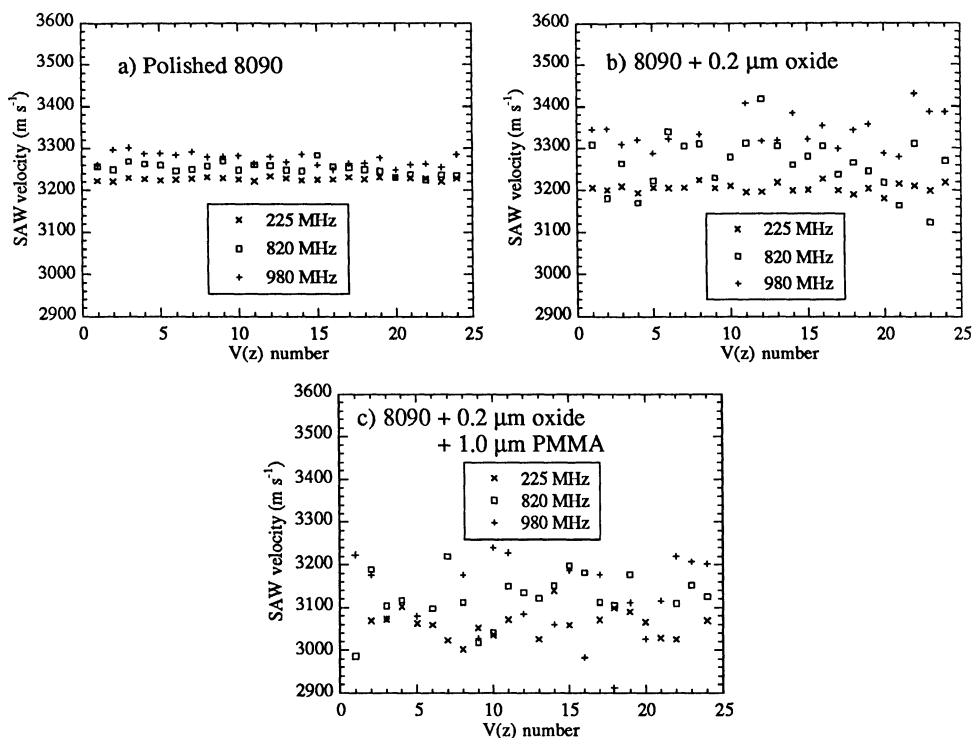 a) Polished 8090
SAW velocity (m s⁻¹)
3600
3500
3400
3300
3200
3100
3000
2900
× 225 MHz
□ 820 MHz
+ 980 MHz
0 5 10 15 20 25
V(z) number
b) 8090 + 0.2 μm oxide
SAW velocity (m s⁻¹)
3600
3500
3400
3300
3200
3100
3000
2900
× 225 MHz
□ 820 MHz
+ 980 MHz
0 5 10 15 20 25
V(z) number
c) 8090 + 0.2 μm oxide
+ 1.0 μm PMMA
SAW velocity (m s⁻¹)
3600
3500
3400
3300
3200
3100
3000
2900
× 225 MHz
□ 820 MHz
+ 980 MHz
0 5 10 15 20 25
V(z) number